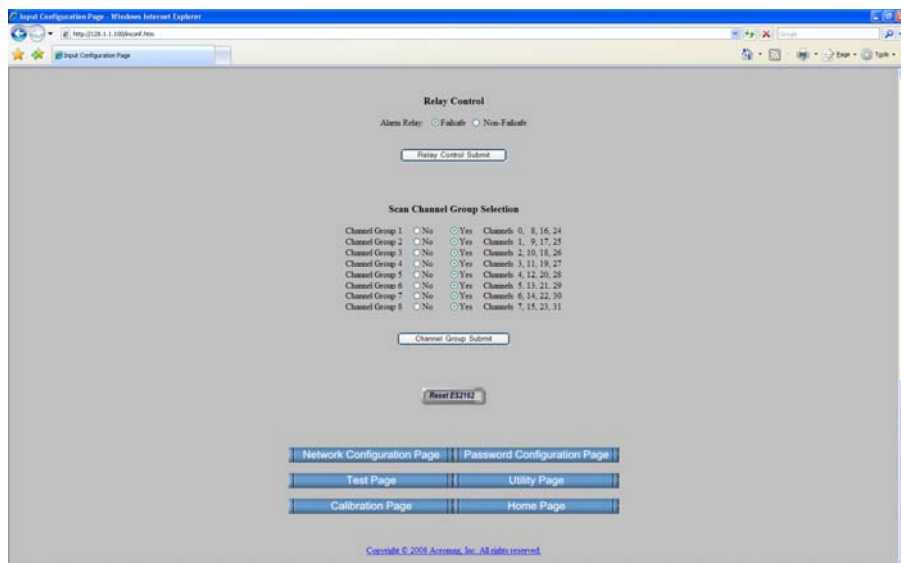 Input Configuration Page - Windows Internet Explorer
http://128.1.1.100/inconf.htm
Google
Input Configuration Page
Page
Tools
Relay Control
Alarm Relay Failsafe Non-Failsafe
Relay Control Submit
Scan Channel Group Selection
Channel Group 1 No Yes Channels 0, 8, 16, 24
Channel Group 2 No Yes Channels 1, 9, 17, 25
Channel Group 3 No Yes Channels 2, 10, 18, 26
Channel Group 4 No Yes Channels 3, 11, 19, 27
Channel Group 5 No Yes Channels 4, 12, 20, 28
Channel Group 6 No Yes Channels 5, 13, 21, 29
Channel Group 7 No Yes Channels 6, 14, 22, 30
Channel Group 8 No Yes Channels 7, 15, 23, 31
Channel Group Submit
Reset ES2162
Network Configuration Page Password Configuration Page
Test Page Utility Page
Calibration Page Home Page
Copyright © 2008 Acromag, Inc. All rights reserved.